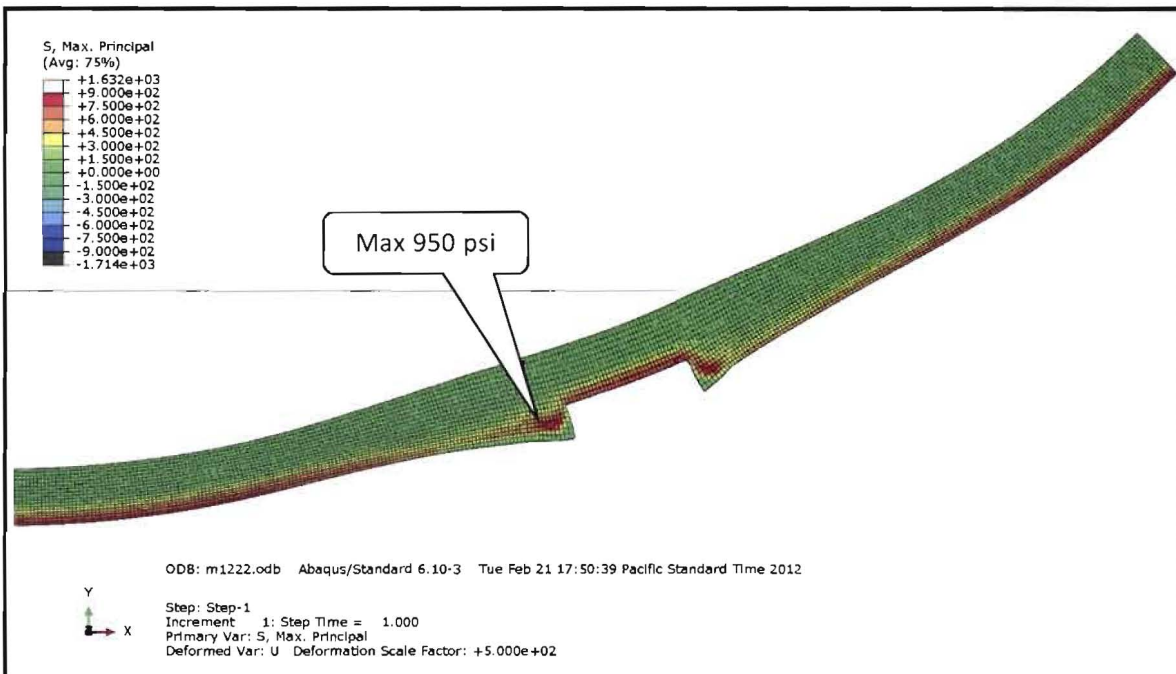 S, Max. Principal
(Avg: 75%)
+1.632e+03
+9.000e+02
+7.500e+02
+6.000e+02
+4.500e+02
+3.000e+02
+1.500e+02
+0.000e+00
-1.500e+02
-3.000e+02
-4.500e+02
-6.000e+02
-7.500e+02
-9.000e+02
-1.714e+03
Max 950 psi
ODB: m1222.odb Abaqus/Standard 6.10-3 Tue Feb 21 17:50:39 Pacific Standard Time 2012
Y
X
Step: Step-1
Increment 1: Step Time = 1.000
Primary Var: S, Max. Principal
Deformed Var: U Deformation Scale Factor: +5.000e+02